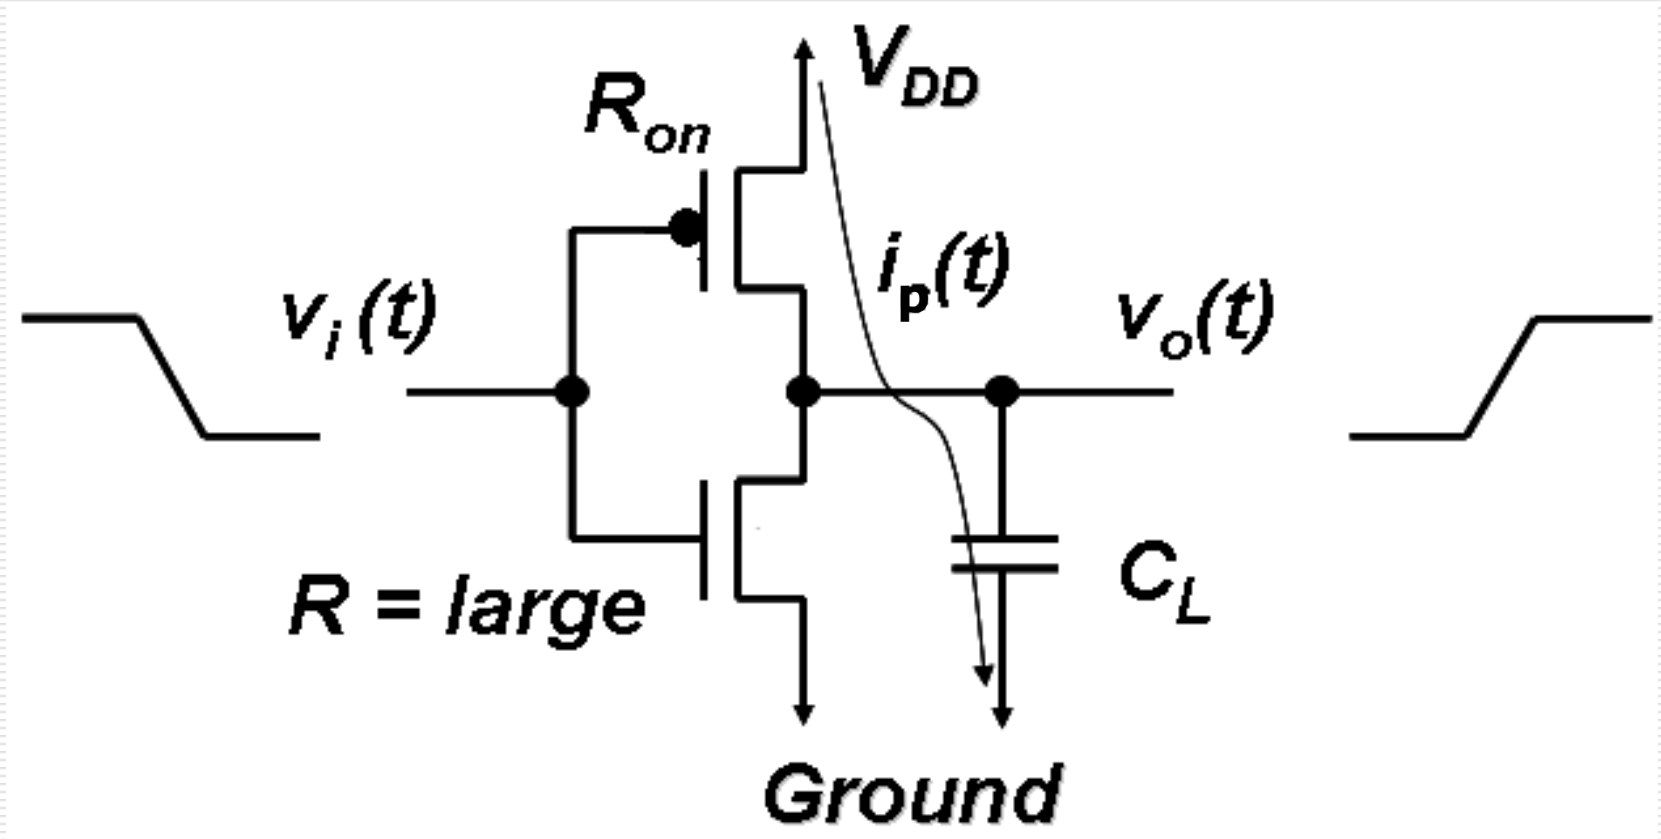 V_DD
R_on
i_p(t)
v_i(t)
v_o(t)
R = large
C_L
Ground